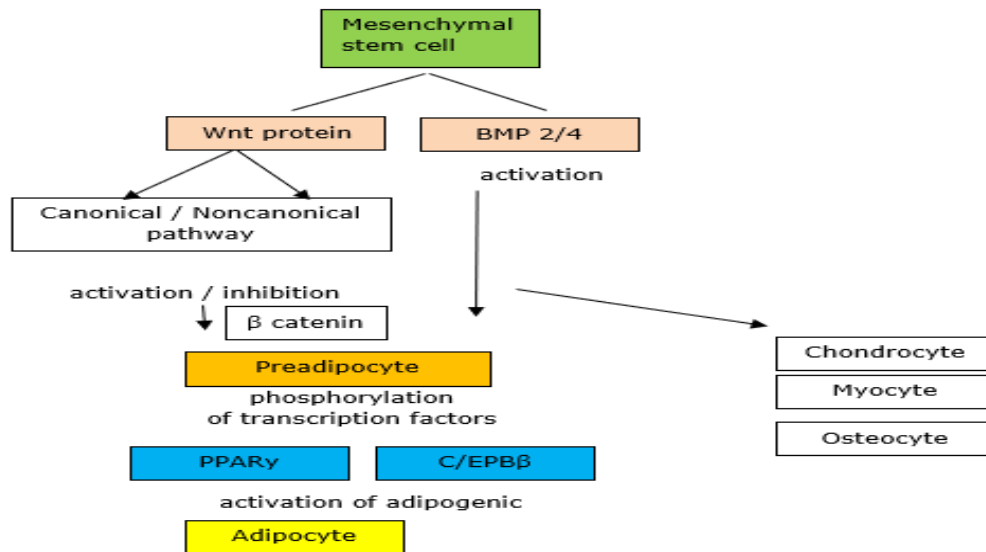 Mesenchymal
stem cell
Wnt protein
BMP 2/4
activation
Canonical / Noncanonical
pathway
activation / inhibition
β catenin
Preadipocyte
phosphorylation
of transcription factors
PPARy
C/EPBβ
activation of adipogenic
Adipocyte
Chondrocyte
Myocyte
Osteocyte